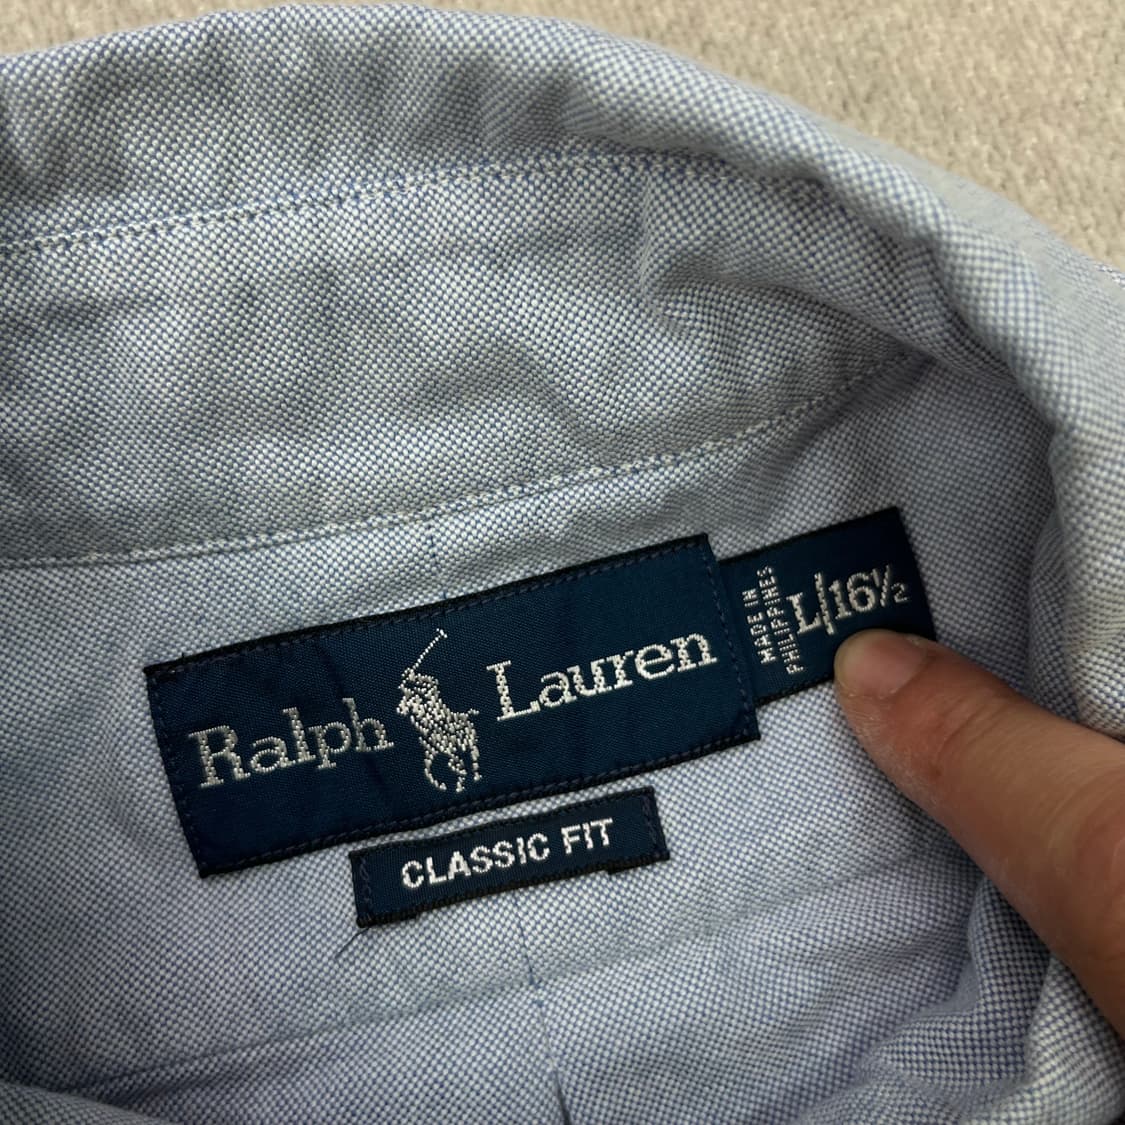 Ralph Lauren
MADE IN
PHILIPPINES
L/16½
CLASSIC FIT